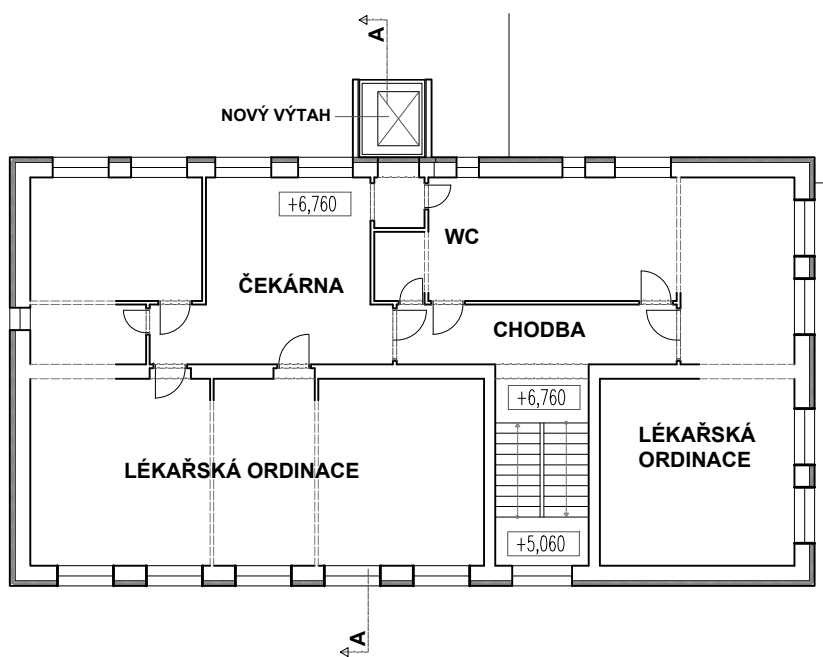 A
NOVÝ VÝTAH
+6,760
WC
ČEKÁRNA
CHODBA
+6,760
LÉKAŘSKÁ
ORDINACE
LÉKAŘSKÁ ORDINACE
+5,060
A